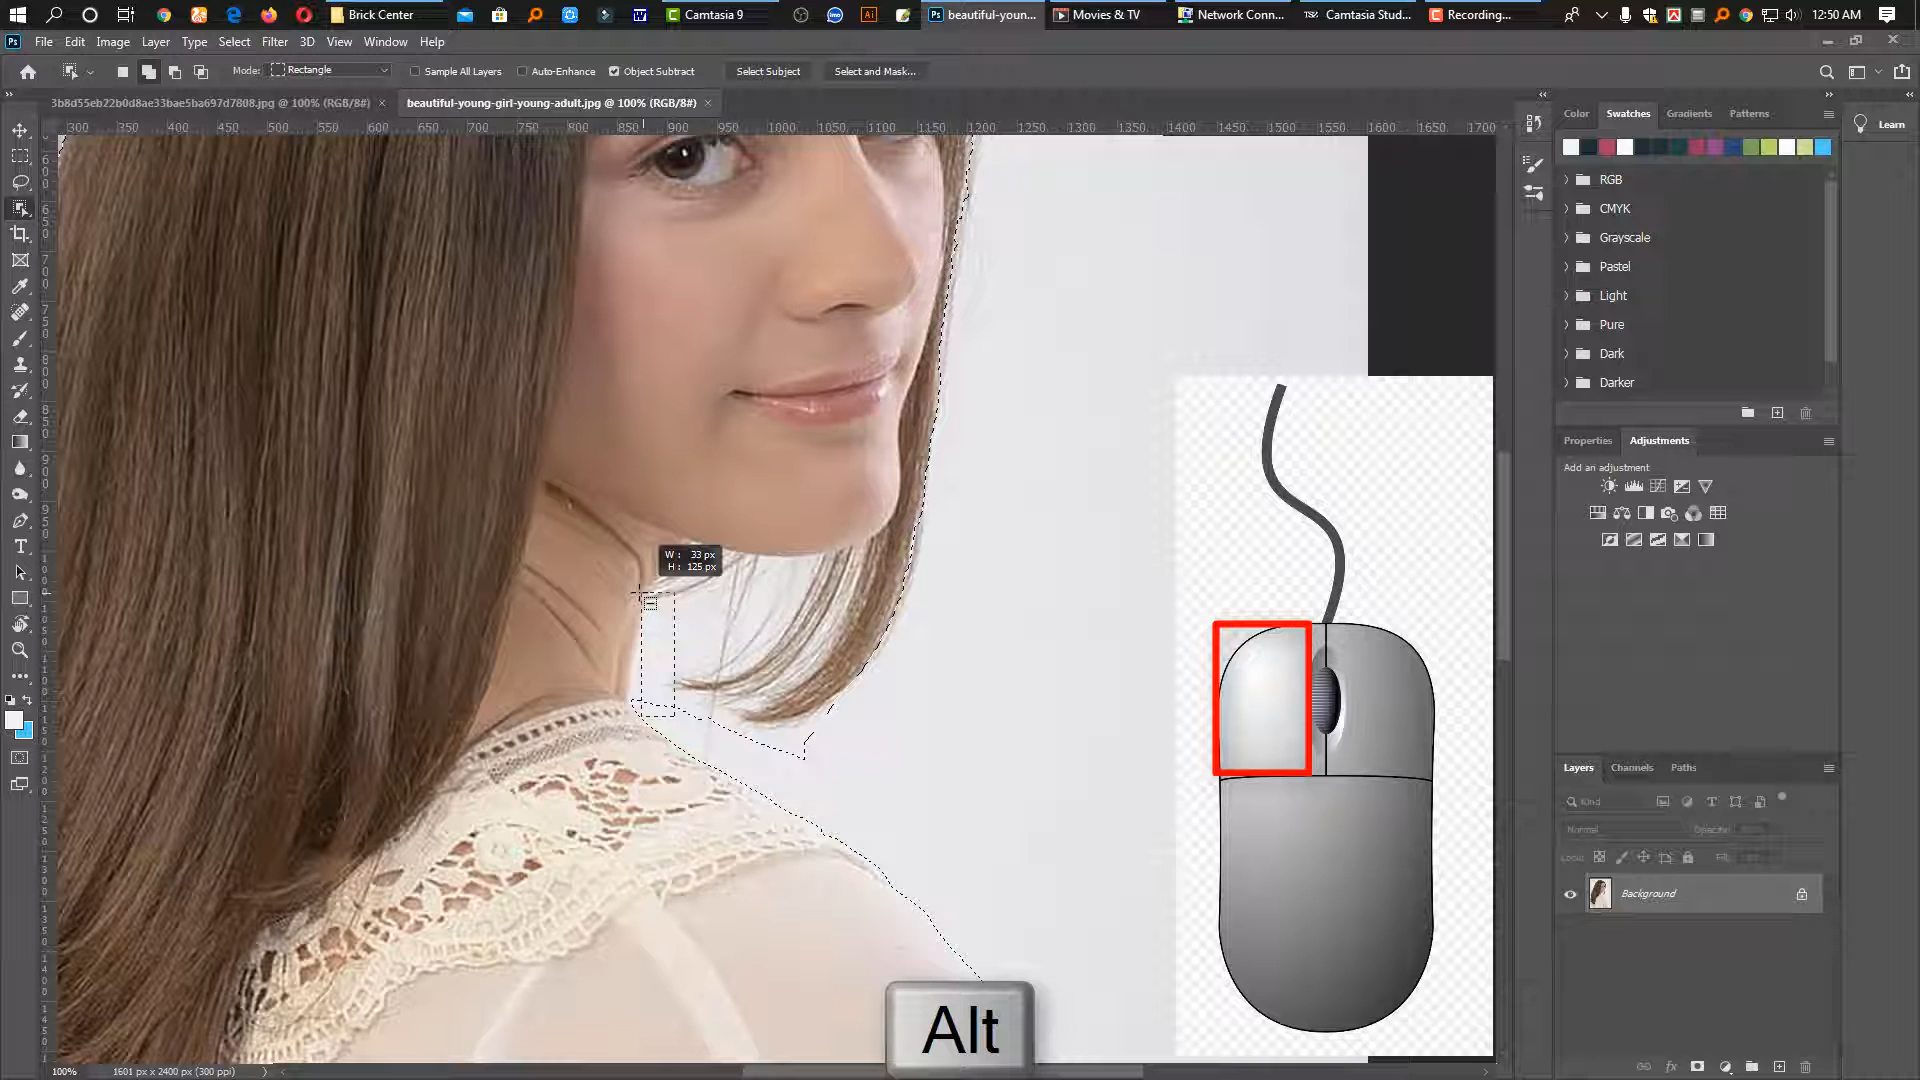 Brick Center
Camtasia 9
beautiful-youn...
Movies & TV
Network Conn...
Camtasia Stud...
Recording...
12:50 AM
File Edit Image Layer Type Select Filter 3D View Window Help
Mode: Rectangle
Sample All Layers
Auto-Enhance
Object Subtract
Select Subject
Select and Mask...
3b8d55eb22b0d8ae33bae5ba697d7808.jpg @ 100% (RGB/8#) ×
beautiful-young-girl-young-adult.jpg @ 100% (RGB/8#) ×
300 350 400 450 500 550 600 650 700 750 800 850 900 950 1000 1050 1100 1150 1200 1250 1300 1350 1400 1450 1500 1550 1600 1650 1700
Color Swatches Gradients Patterns
Learn
RGB
CMYK
Grayscale
Pastel
Light
Pure
Dark
Darker
Properties Adjustments
Add an adjustment
W : 33 px
H : 125 px
Layers Channels Paths
Kind
Normal
Opacity:
Lock:
Fill:
Background
Alt
100%
1601 px x 2400 px (300 ppi)